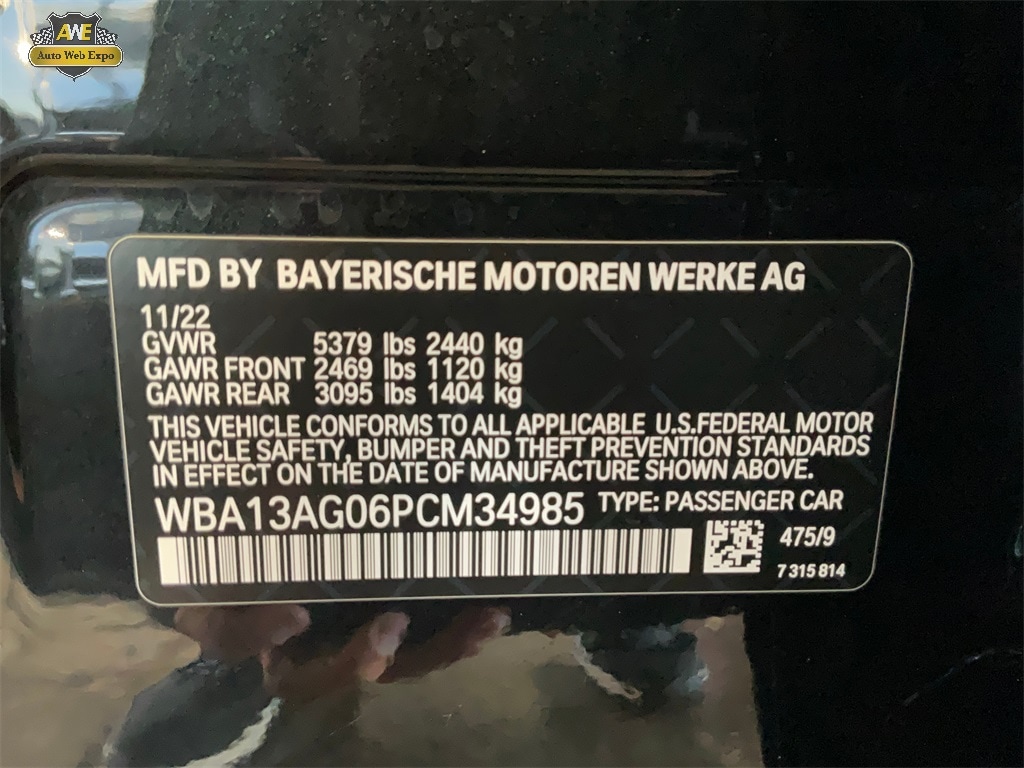 AWE
Auto Web Expo
MFD BY BAYERISCHE MOTOREN WERKE AG
11/22
GVWR 5379 lbs 2440 kg
GAWR FRONT 2469 lbs 1120 kg
GAWR REAR 3095 lbs 1404 kg
THIS VEHICLE CONFORMS TO ALL APPLICABLE U.S.FEDERAL MOTOR
VEHICLE SAFETY, BUMPER AND THEFT PREVENTION STANDARDS
IN EFFECT ON THE DATE OF MANUFACTURE SHOWN ABOVE.
WBA13AG06PCM34985 TYPE: PASSENGER CAR
475/9
7 315 814